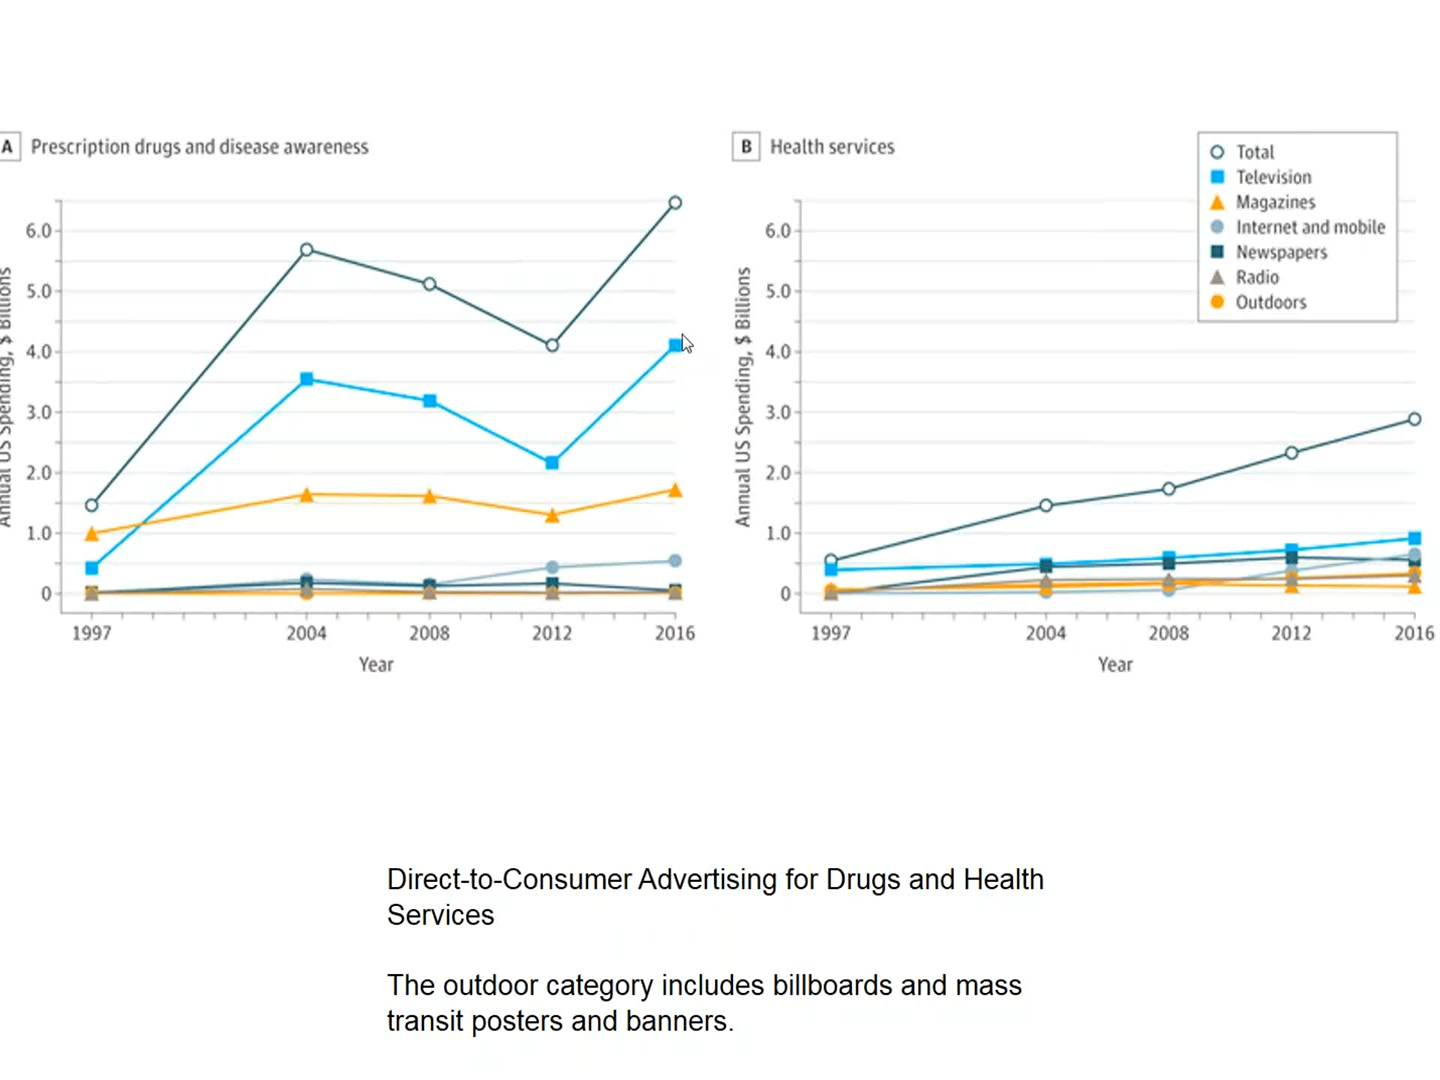 A Prescription drugs and disease awareness
6.0
5.0
4.0
3.0
2.0
1.0
0
Annual US Spending, $ Billions
1997 2004 2008 2012 2016
Year
B Health services
6.0
5.0
4.0
3.0
2.0
1.0
0
Annual US Spending, $ Billions
1997 2004 2008 2012 2016
Year
Total
Television
Magazines
Internet and mobile
Newspapers
Radio
Outdoors
Direct-to-Consumer Advertising for Drugs and Health
Services
The outdoor category includes billboards and mass
transit posters and banners.